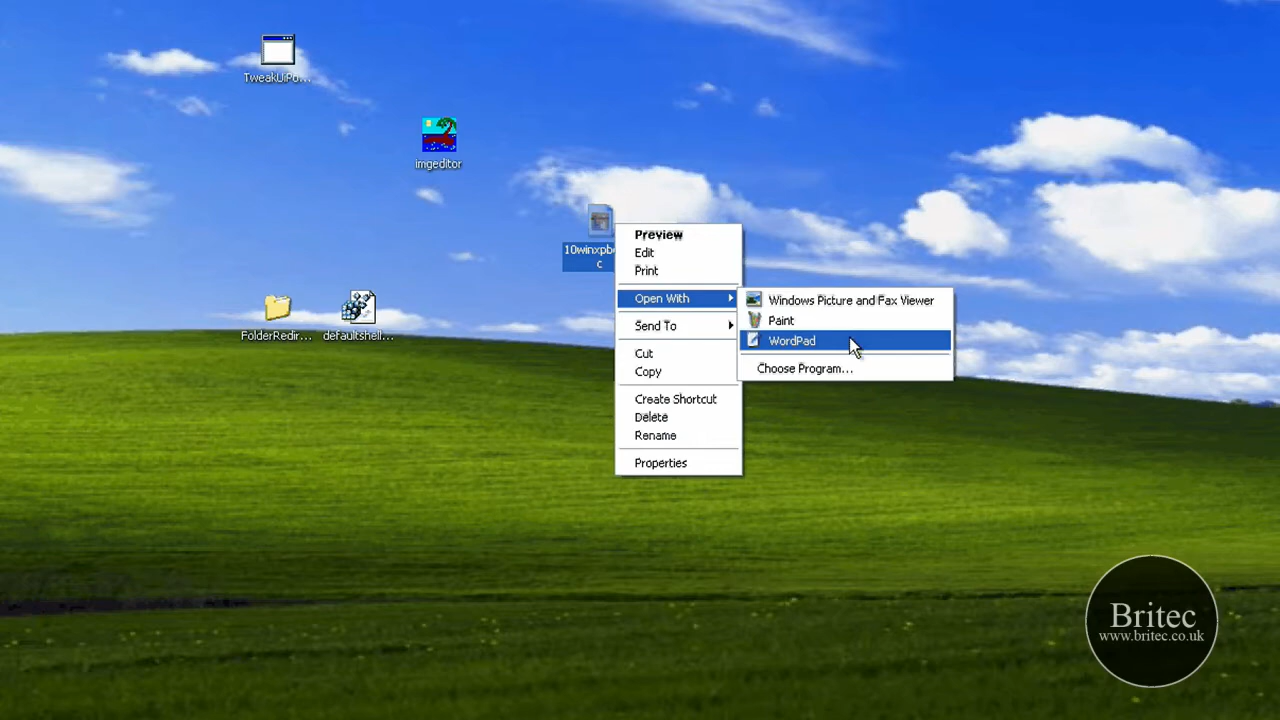 TweakUiPo...
imgeditor
10winxpb
c
FolderRedir...
defaultshell...
Preview
Edit
Print
Open With
Send To
Cut
Copy
Create Shortcut
Delete
Rename
Properties
Windows Picture and Fax Viewer
Paint
WordPad
Choose Program...
Britec
www.britec.co.uk